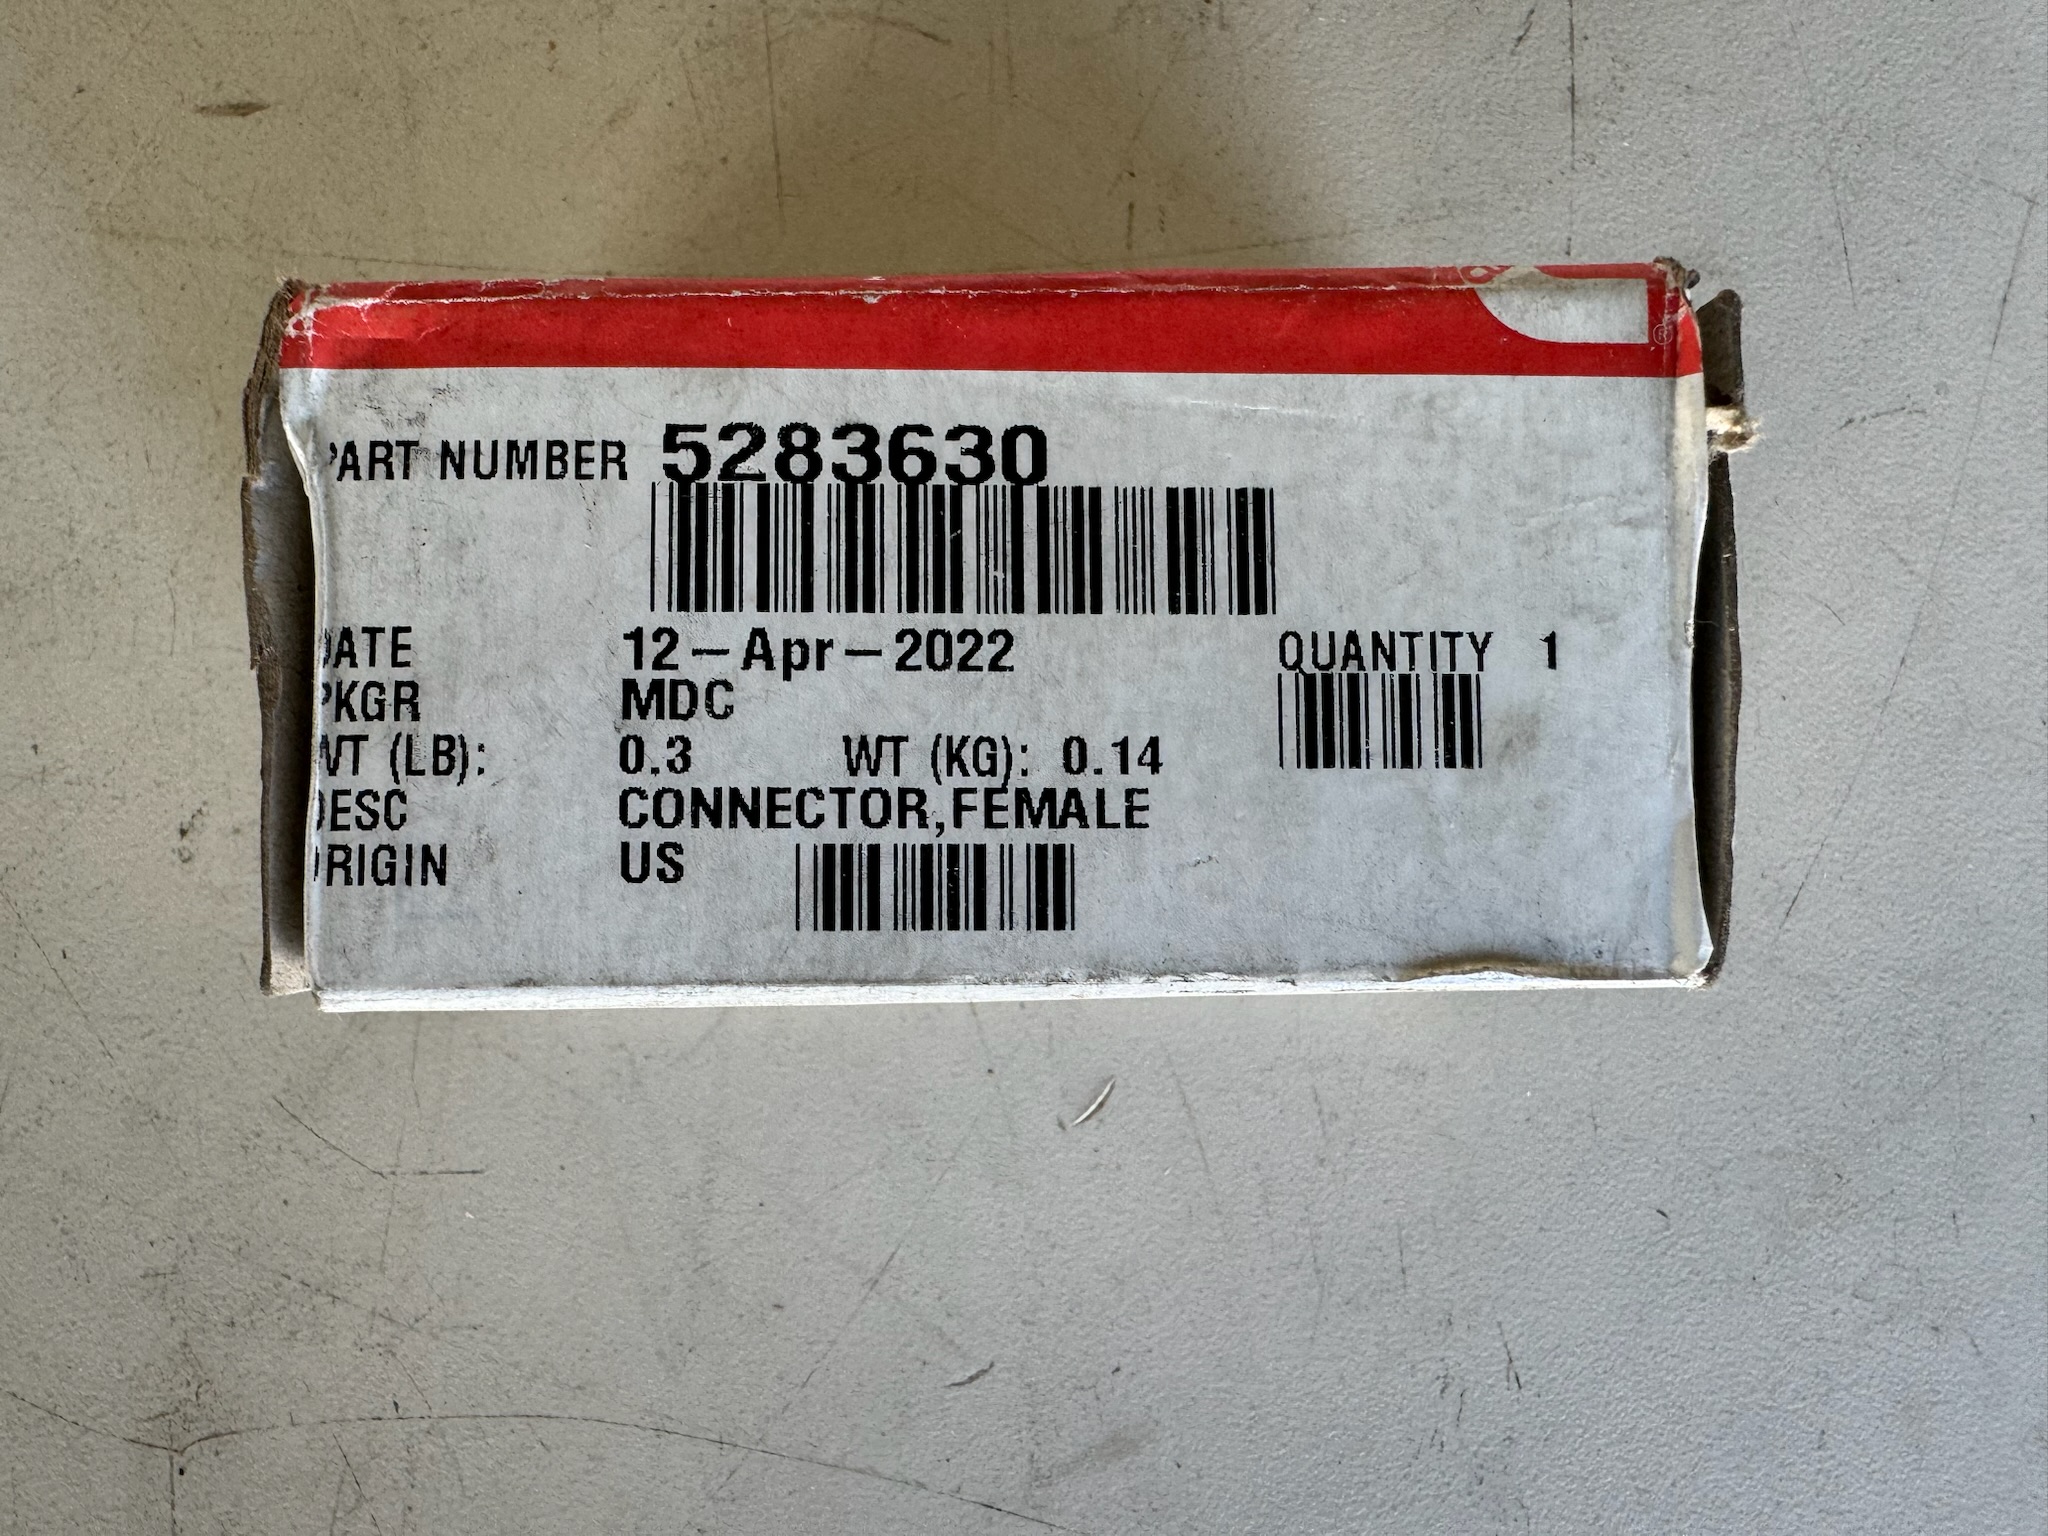 PART NUMBER 5283630
DATE 12-Apr-2022 QUANTITY 1
PKGR MDC
WT (LB): 0.3 WT (KG): 0.14
DESC CONNECTOR,FEMALE
ORIGIN US